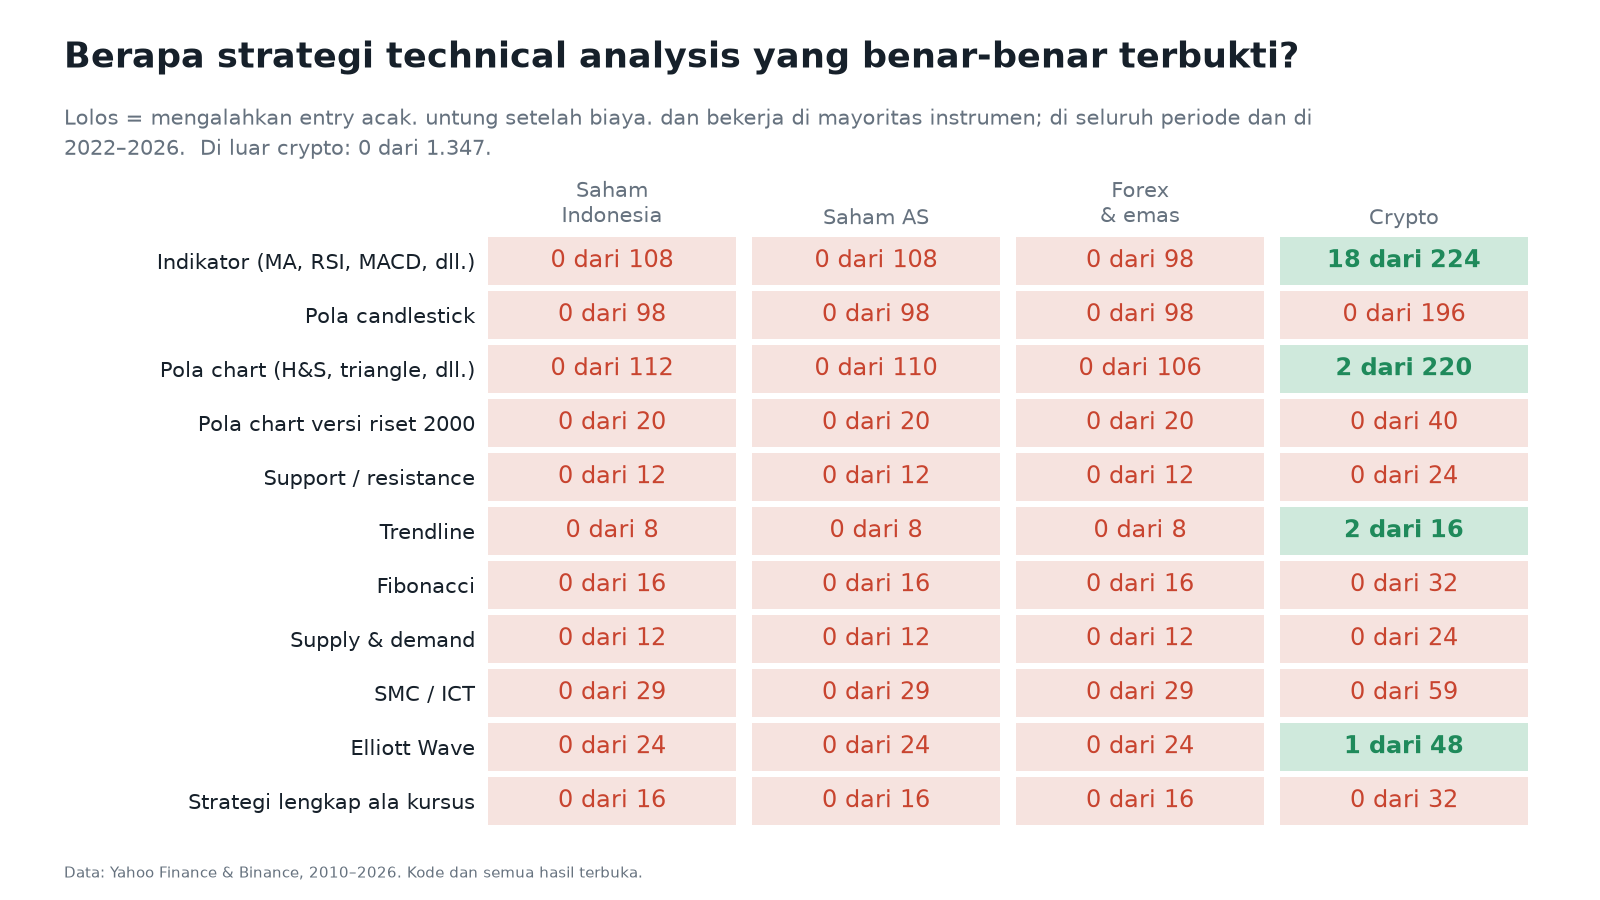 Berapa strategi technical analysis yang benar-benar terbukti?
Lolos = mengalahkan entry acak. untung setelah biaya. dan bekerja di mayoritas instrumen; di seluruh periode dan di
2022–2026.  Di luar crypto: 0 dari 1.347.
Saham
Indonesia
Saham AS
Forex
& emas
Crypto
Indikator (MA, RSI, MACD, dll.) 0 dari 108 0 dari 108 0 dari 98 18 dari 224
Pola candlestick 0 dari 98 0 dari 98 0 dari 98 0 dari 196
Pola chart (H&S, triangle, dll.) 0 dari 112 0 dari 110 0 dari 106 2 dari 220
Pola chart versi riset 2000 0 dari 20 0 dari 20 0 dari 20 0 dari 40
Support / resistance 0 dari 12 0 dari 12 0 dari 12 0 dari 24
Trendline 0 dari 8 0 dari 8 0 dari 8 2 dari 16
Fibonacci 0 dari 16 0 dari 16 0 dari 16 0 dari 32
Supply & demand 0 dari 12 0 dari 12 0 dari 12 0 dari 24
SMC / ICT 0 dari 29 0 dari 29 0 dari 29 0 dari 59
Elliott Wave 0 dari 24 0 dari 24 0 dari 24 1 dari 48
Strategi lengkap ala kursus 0 dari 16 0 dari 16 0 dari 16 0 dari 32
Data: Yahoo Finance & Binance, 2010–2026. Kode dan semua hasil terbuka.